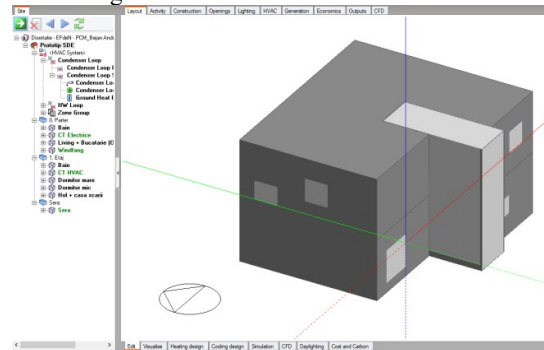 Site
Disertatie - EFdeN - PCM_Bejan Andi
Prototip SDE
<HVAC System>
Condenser Loop
Condenser Loop
Condenser Loop
Condenser Lo
Condenser Lo
Ground Heat
HW Loop
Zone Group
0. Parter
Baie
CT Electrice
Living + Bucatarie
Windfang
1. Etaj
Baie
CT HVAC
Dormitor mare
Dormitor mic
Hol + casa scarii
Sera
Sera
Layout Activity Construction Openings Lighting HVAC Generation Economics Outputs CFD
Edit Visualise Heating design Cooling design Simulation CFD Daylighting Cost and Carbon